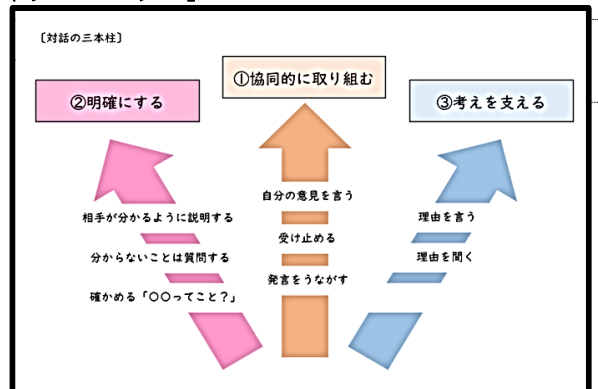 〔対話の三本柱〕
①協同的に取り組む
②明確にする
③考えを支える
相手が分かるように説明する
分からないことは質問する
確かめる「〇〇ってこと？」
自分の意見を言う
受け止める
発言をうながす
理由を言う
理由を聞く